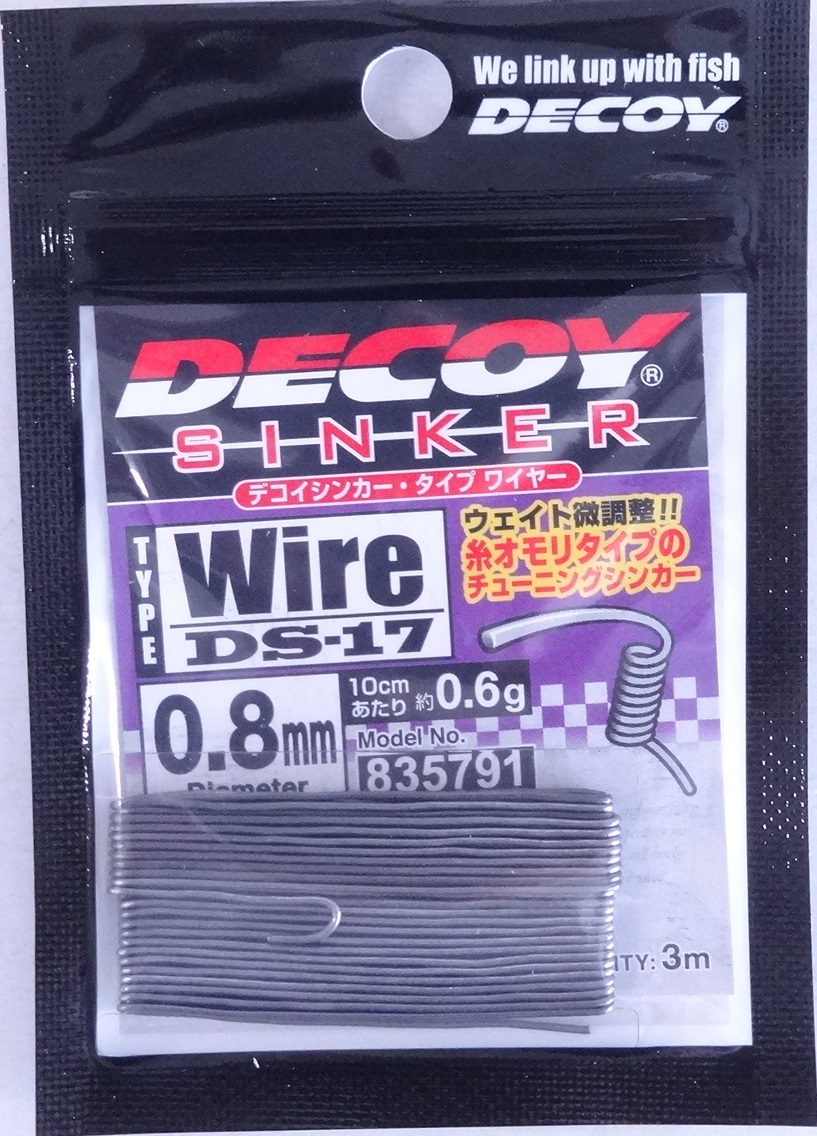 We link up with fish
DECOY®
DECOY®
SINKER
デコイシンカー・タイプ ワイヤー
TYPE
Wire
DS-17
ウェイト微調整!!
糸オモリタイプの
チューニングシンカー
0.8mm
Diameter
10cm
あたり 約0.6g
Model No.
835791
ITY: 3m